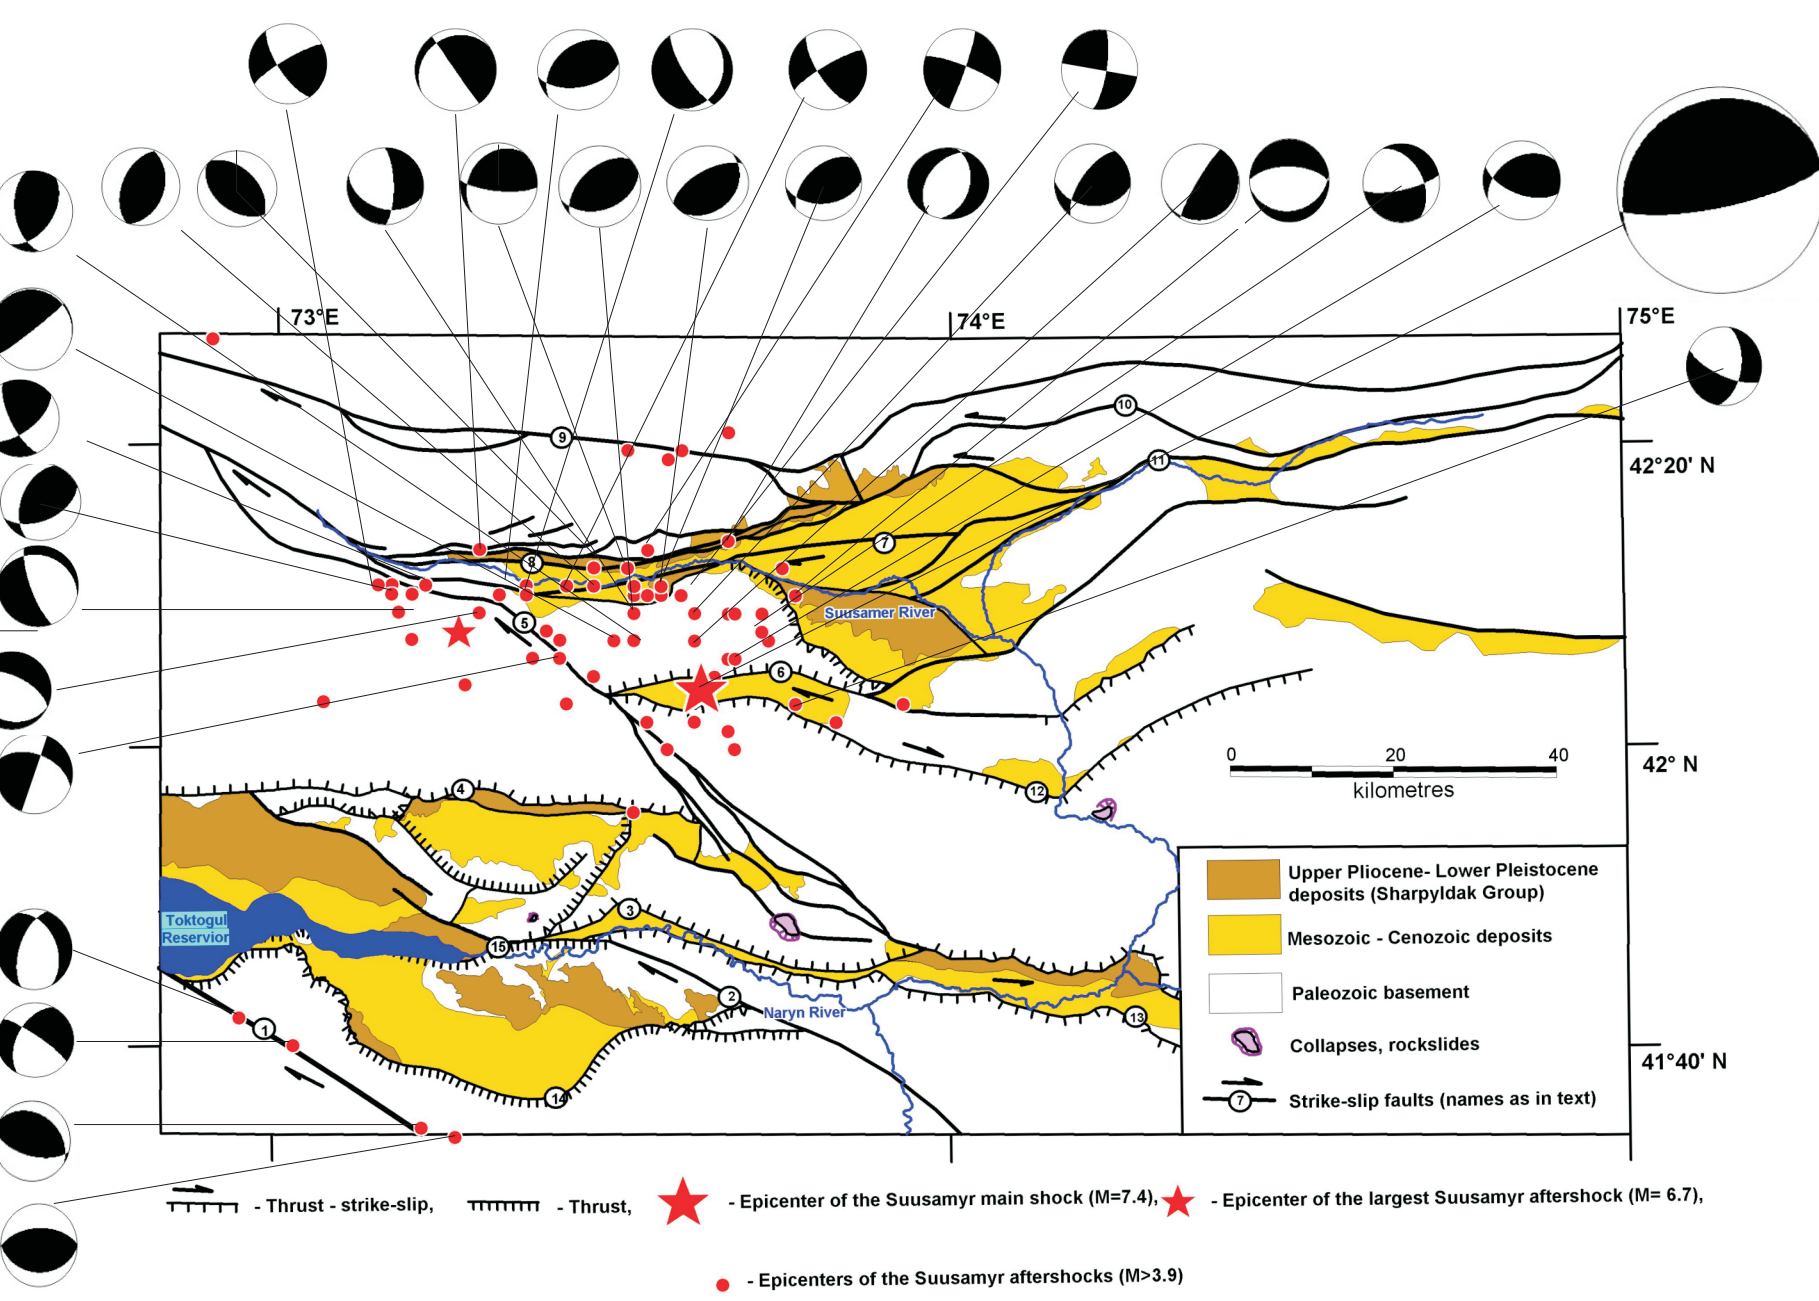 73°E
74°E
75°E
10
9
11
42°20' N
7
8
Suusamer River
5
6
0 20 40
kilometres
42° N
12
4
Upper Pliocene- Lower Pleistocene
deposits (Sharpyldak Group)
Toktogul
Reservior
3
15
Mesozoic - Cenozoic deposits
2
Naryn River
Paleozoic basement
1
13
Collapses, rockslides
41°40' N
14
7
Strike-slip faults (names as in text)
- Thrust - strike-slip,
- Thrust,
- Epicenter of the Suusamyr main shock (M=7.4),
- Epicenter of the largest Suusamyr aftershock (M= 6.7),
- Epicenters of the Suusamyr aftershocks (M>3.9)